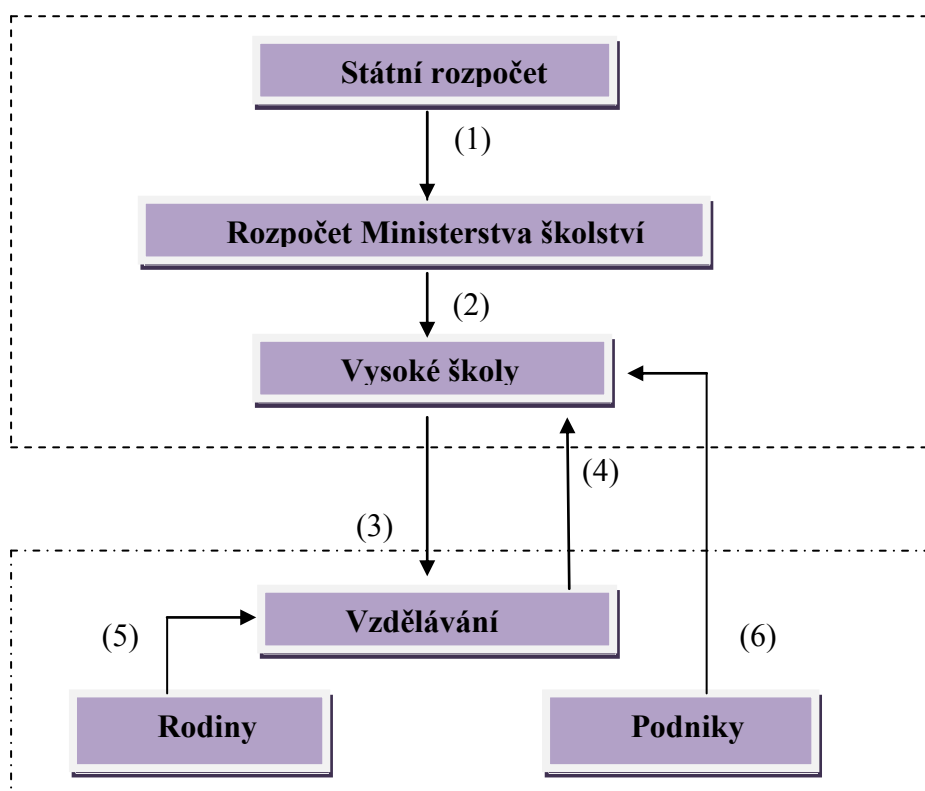 Státní rozpočet
(1)
Rozpočet Ministerstva školství
(2)
Vysoké školy
(4)
(3)
Vzdělávání
(5)
(6)
Rodiny
Podniky